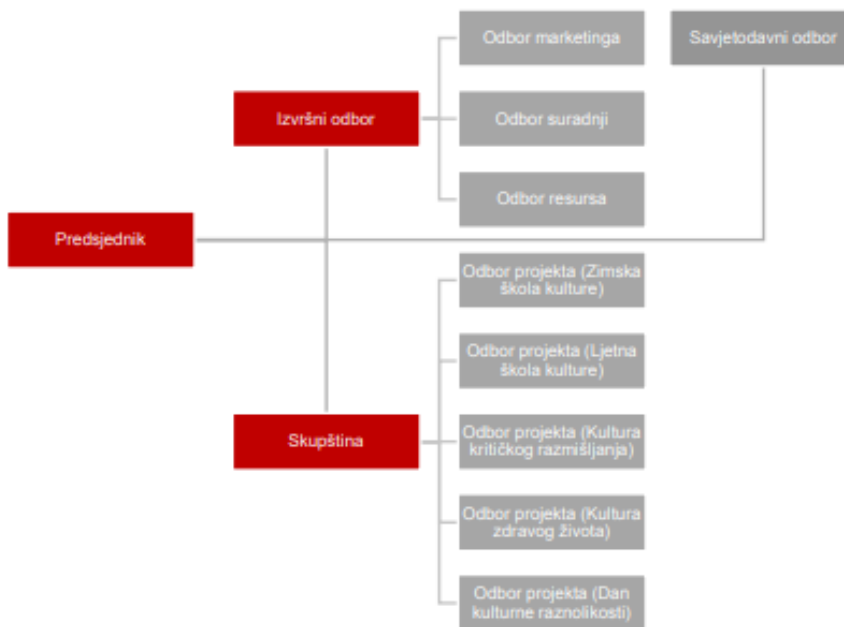 Odbor marketinga
Savjetodavni odbor
Izvršni odbor
Odbor suradnji
Odbor resursa
Predsjednik
Odbor projekta (Zimska
škola kulture)
Odbor projekta (Ljetna
škola kulture)
Skupština
Odbor projekta (Kultura
kritičkog razmišljanja)
Odbor projekta (Kultura
zdravog života)
Odbor projekta (Dan
kulturne raznolikosti)